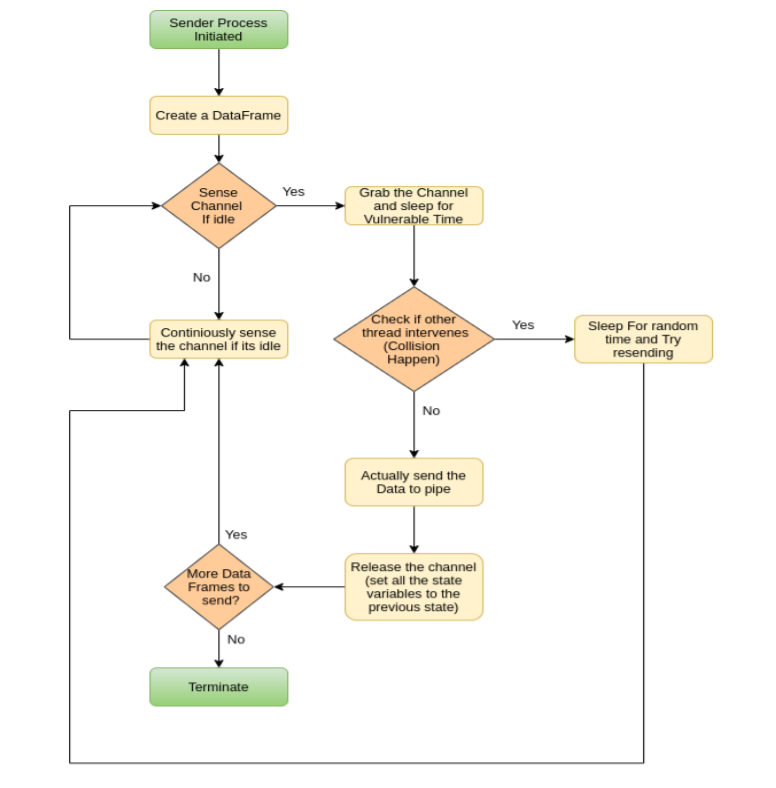 Sender Process
Initiated
Create a DataFrame
Sense
Channel
If idle
Yes
Grab the Channel
and sleep for
Vulnerable Time
No
Continiously sense
the channel if its idle
Check if other
thread intervenes
(Collision
Happen)
Yes
Sleep For random
time and Try
resending
No
Actually send the
Data to pipe
Release the channel
(set all the state
variables to the
previous state)
Yes
More Data
Frames to
send?
No
Terminate